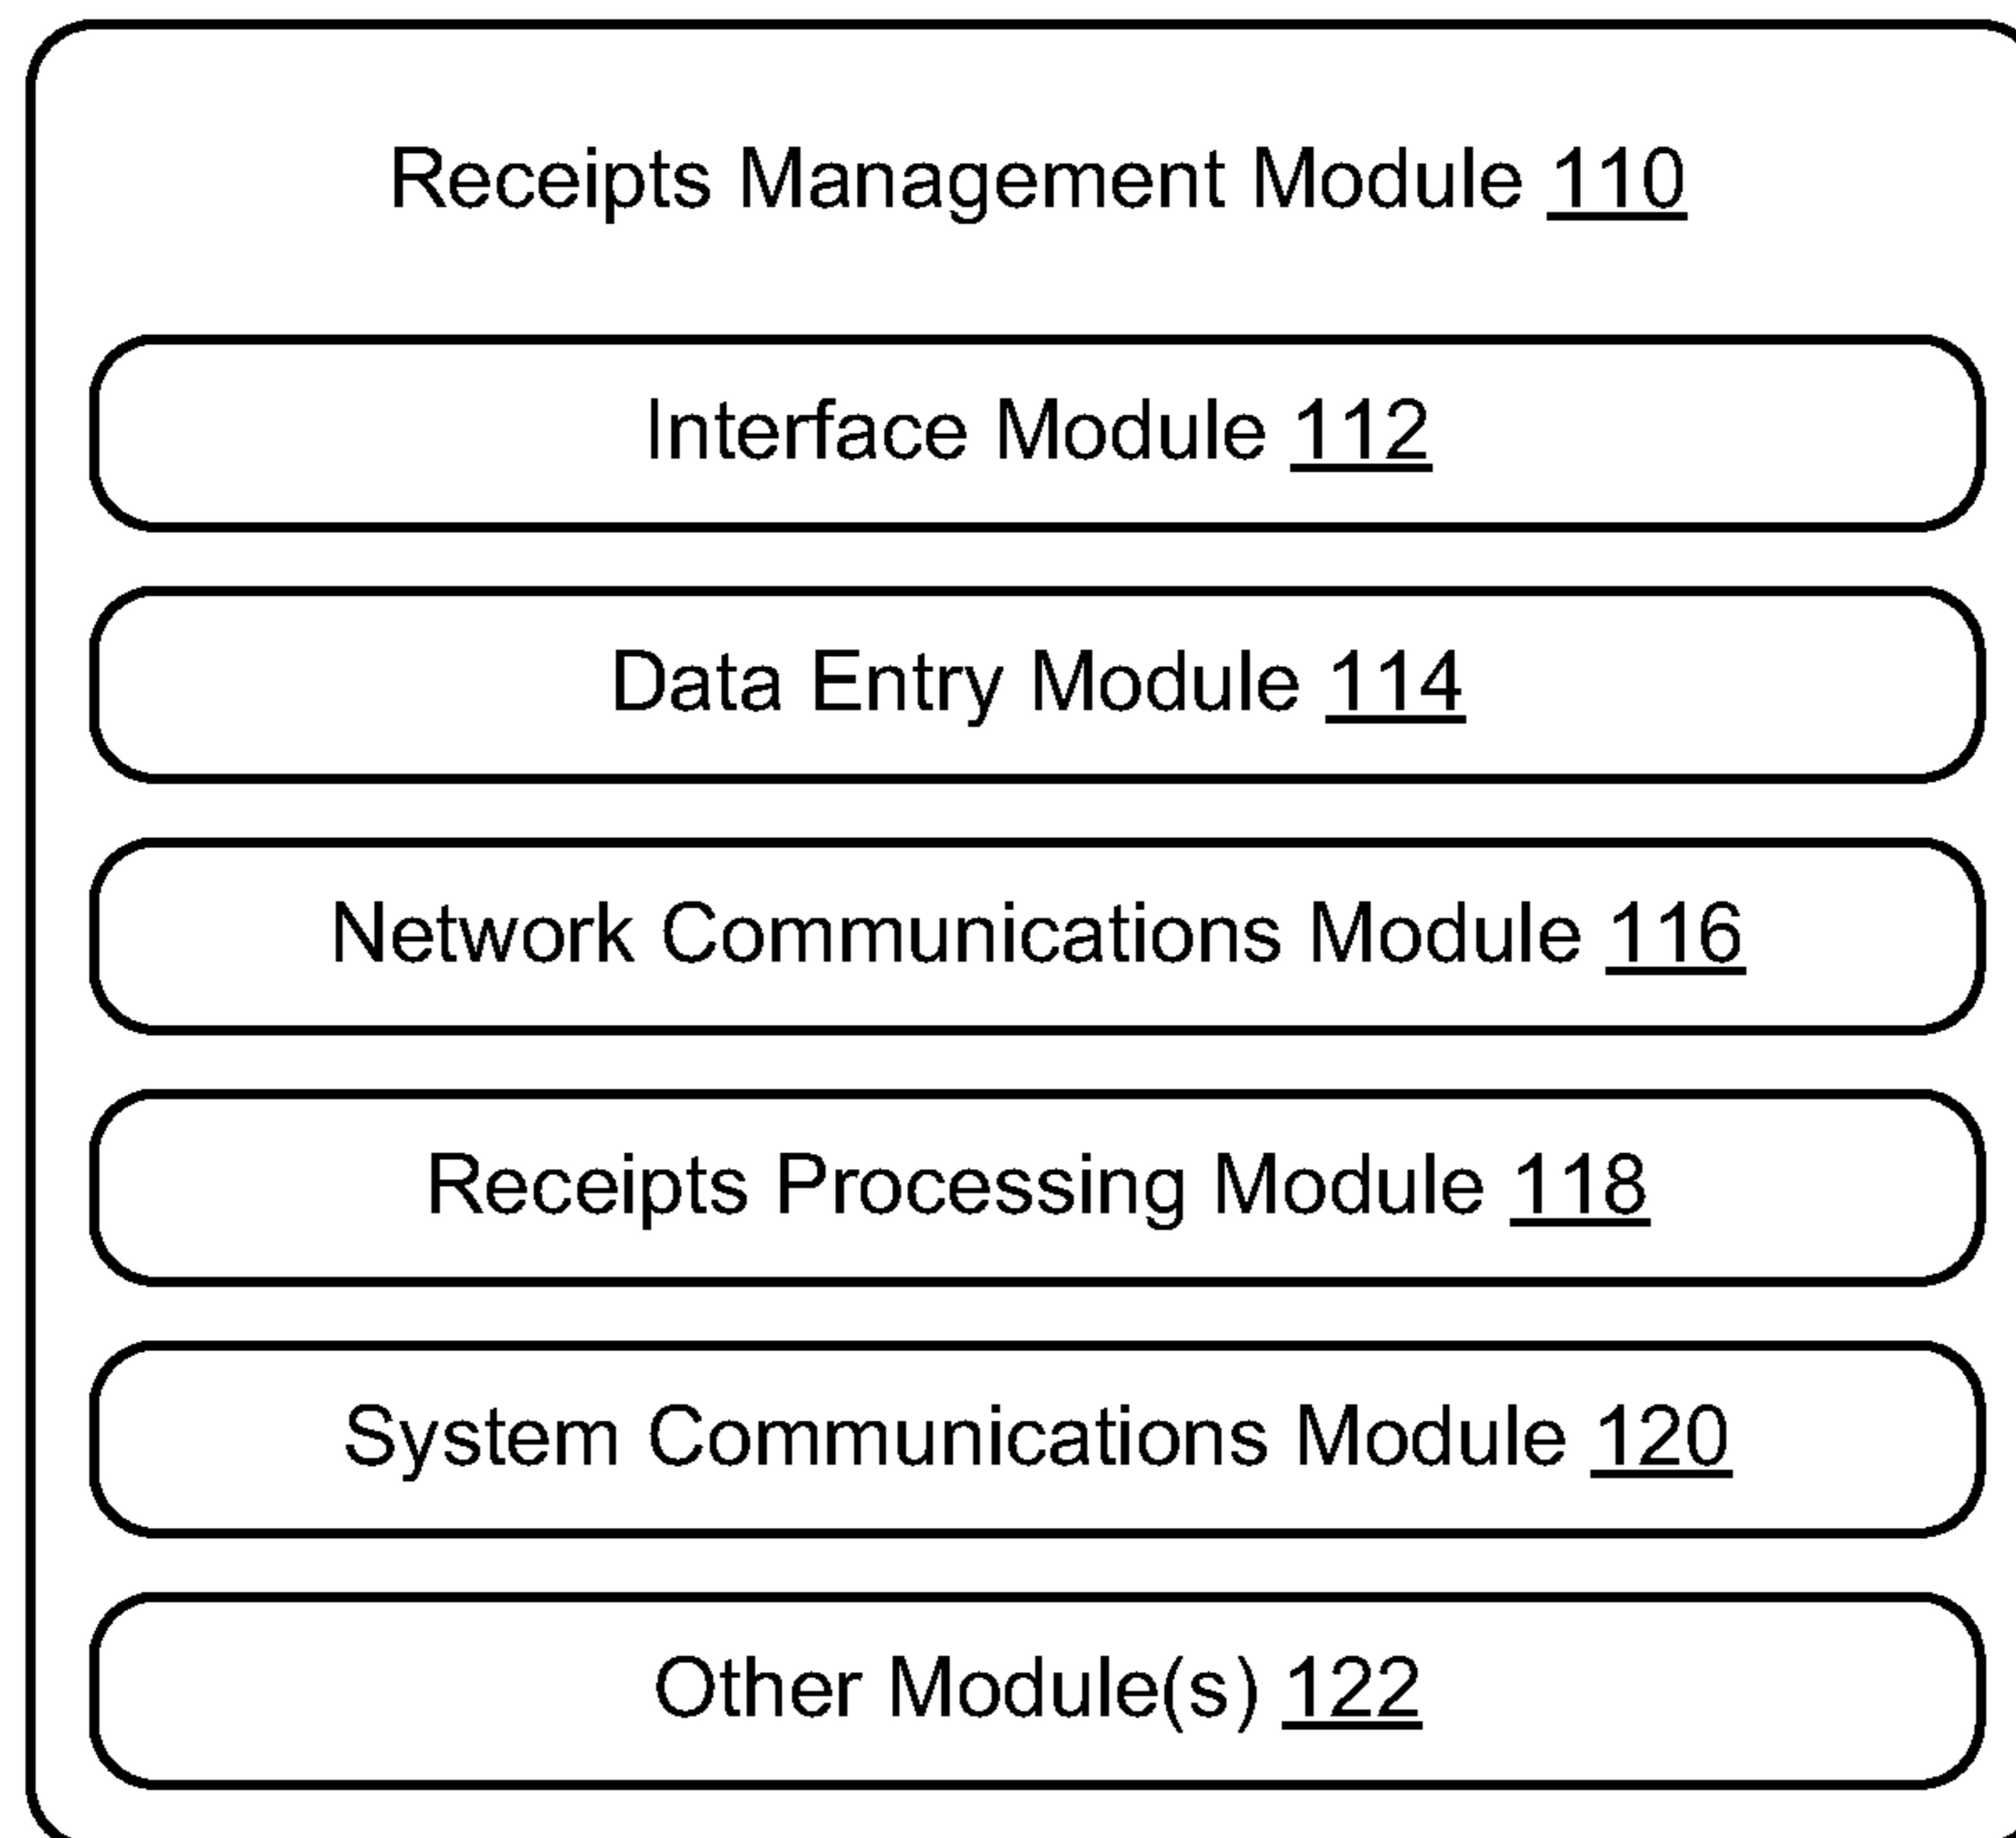 Receipts Management Module 110
Interface Module 112
Data Entry Module 114
Network Communications Module 116
Receipts Processing Module 118
System Communications Module 120
Other Module(s) 122